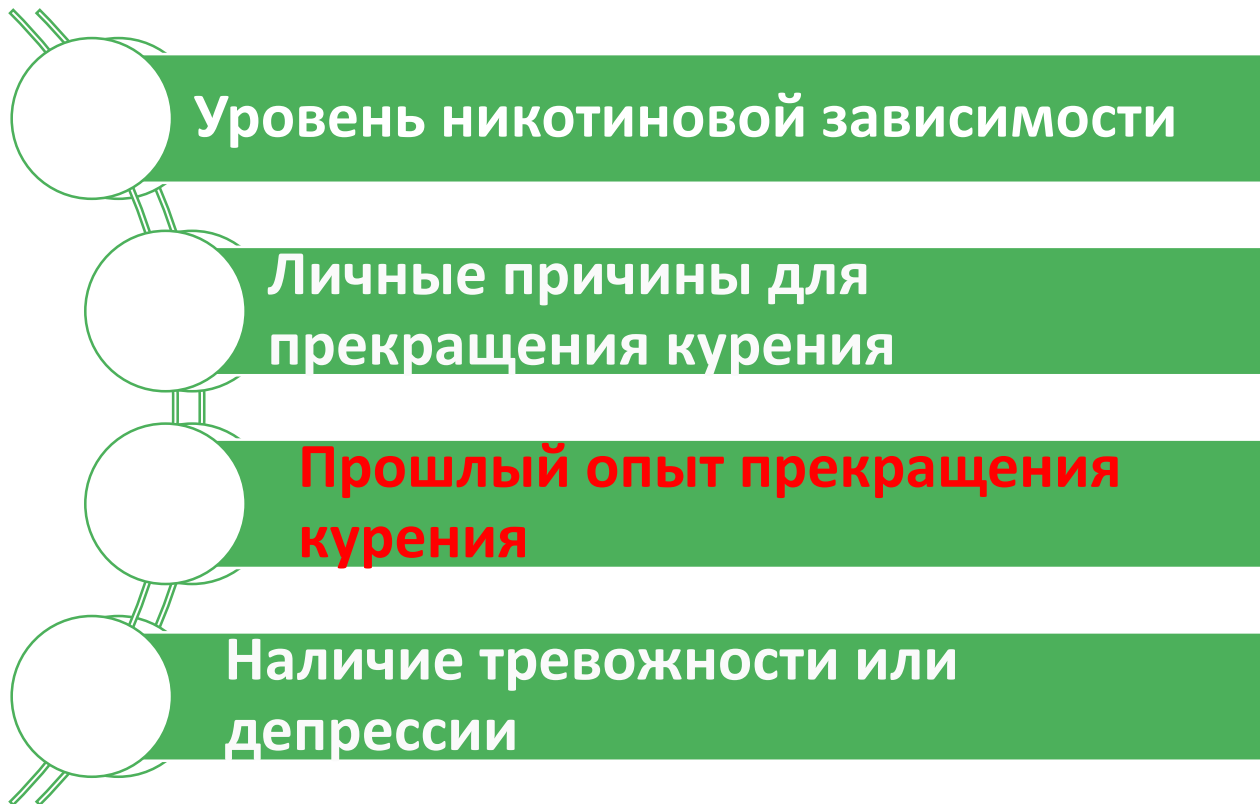 Уровень никотиновой зависимости
Личные причины для
прекращения курения
Прошлый опыт прекращения
курения
Наличие тревожности или
депрессии